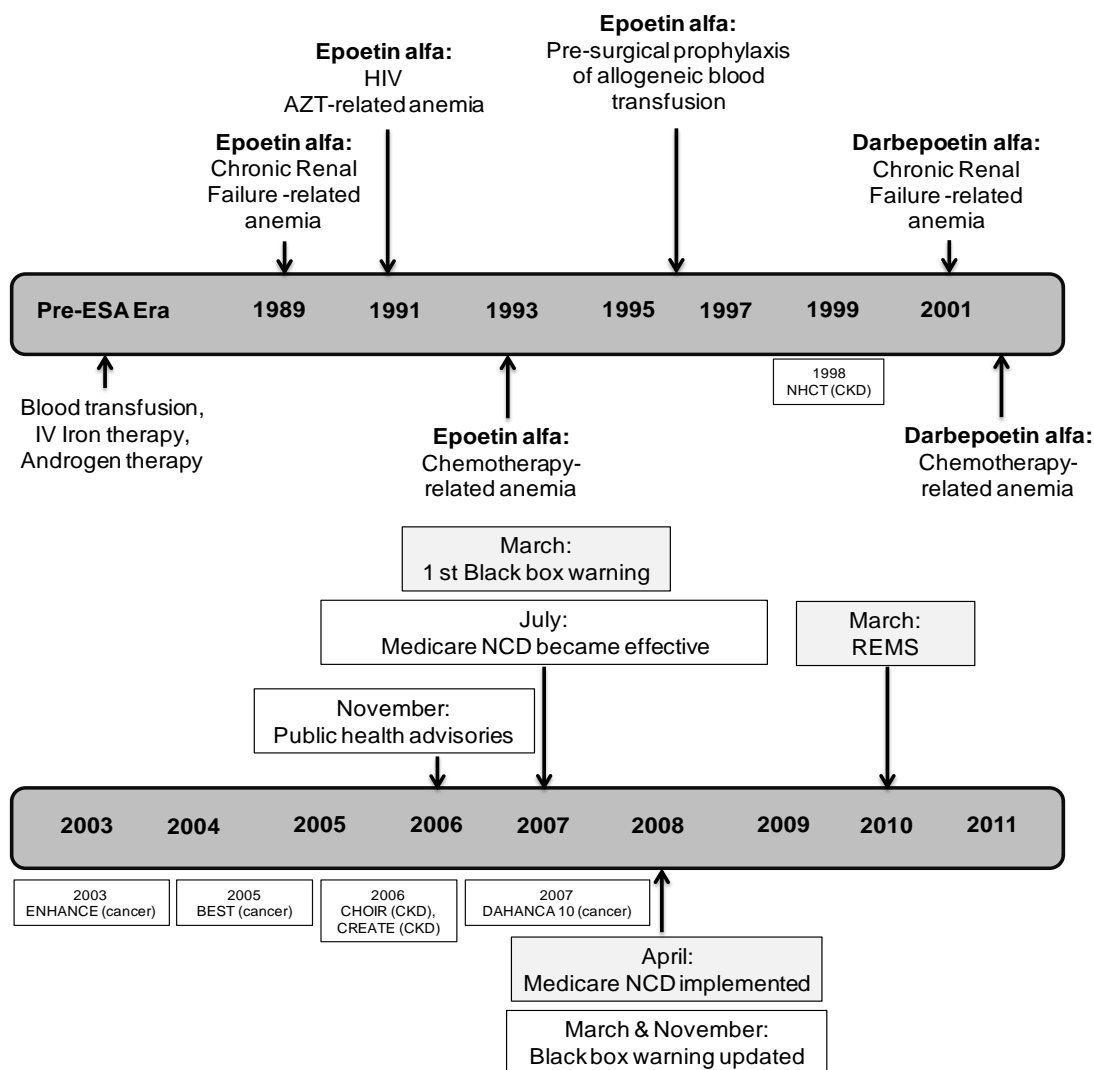 Epoetin alfa:
Pre-surgical prophylaxis
of allogeneic blood
transfusion
Epoetin alfa:
HIV
AZT-related anemia
Epoetin alfa:
Chronic Renal
Failure -related
anemia
Darbepoetin alfa:
Chronic Renal
Failure -related
anemia
Pre-ESA Era 1989 1991 1993 1995 1997 1999 2001
1998
NHCT (CKD)
Blood transfusion,
IV Iron therapy,
Androgen therapy
Epoetin alfa:
Chemotherapy-
related anemia
Darbepoetin alfa:
Chemotherapy-
related anemia
March:
1 st Black box warning
July:
Medicare NCD became effective
March:
REMS
November:
Public health advisories
2003 2004 2005 2006 2007 2008 2009 2010 2011
2003
ENHANCE (cancer)
2005
BEST (cancer)
2006
CHOIR (CKD),
CREATE (CKD)
2007
DAHANCA 10 (cancer)
April:
Medicare NCD implemented
March & November:
Black box warning updated